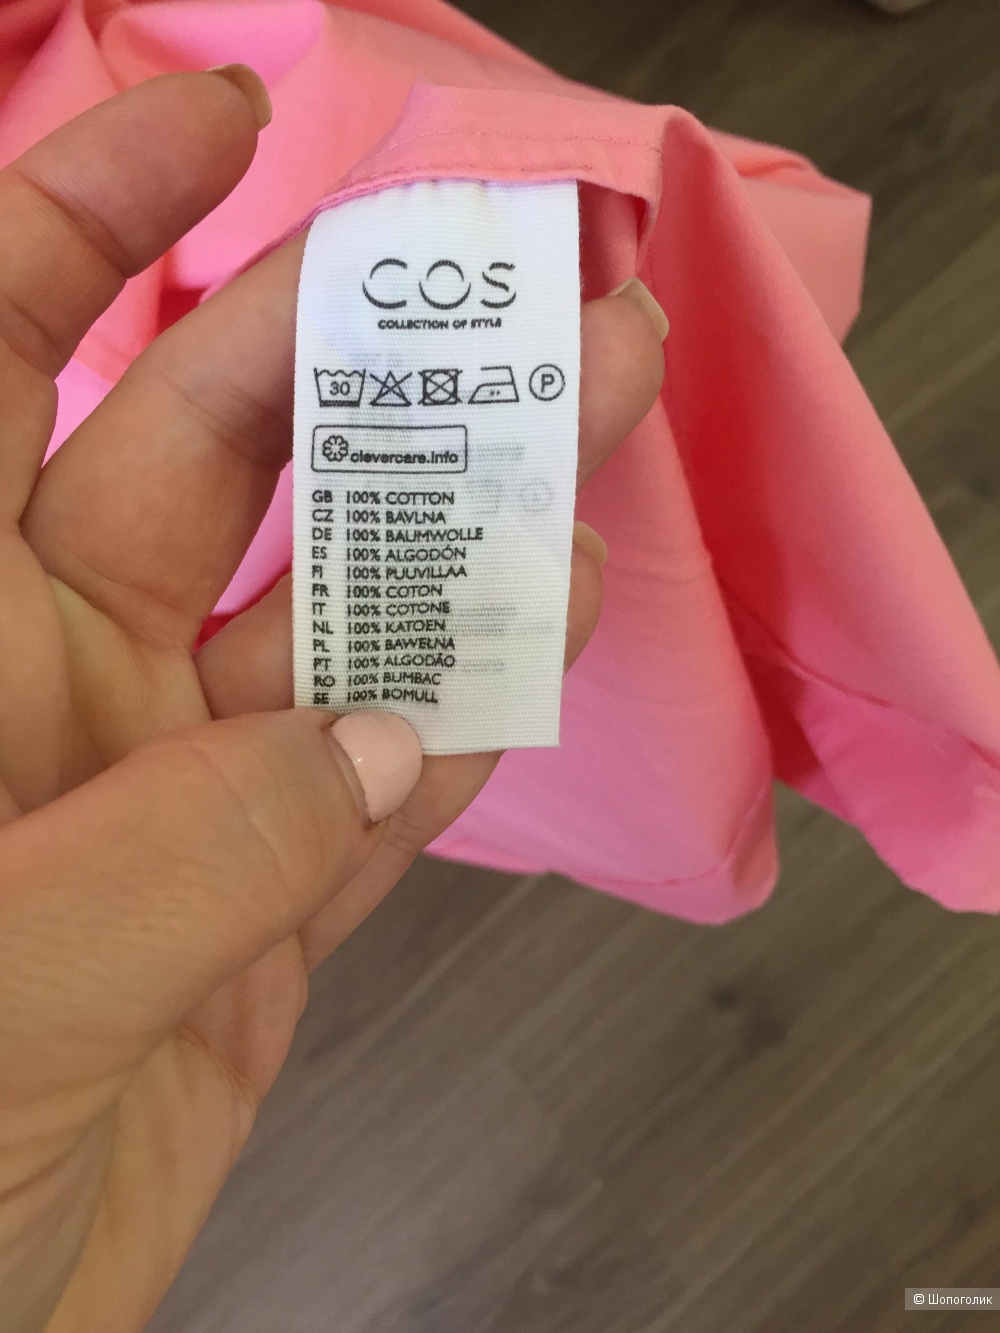 COS
COLLECTION OF STYLE
30 P
clevercare.info
GB 100% COTTON
CZ 100% BAVLNA
DE 100% BAUMWOLLE
ES 100% ALGODÓN
FI 100% PUUVILLAA
FR 100% COTON
IT 100% COTONE
NL 100% KATOEN
PL 100% BAWEŁNA
PT 100% ALGODÃO
RO 100% BUMBAC
SE 100% BOMULL
© Шопоголик